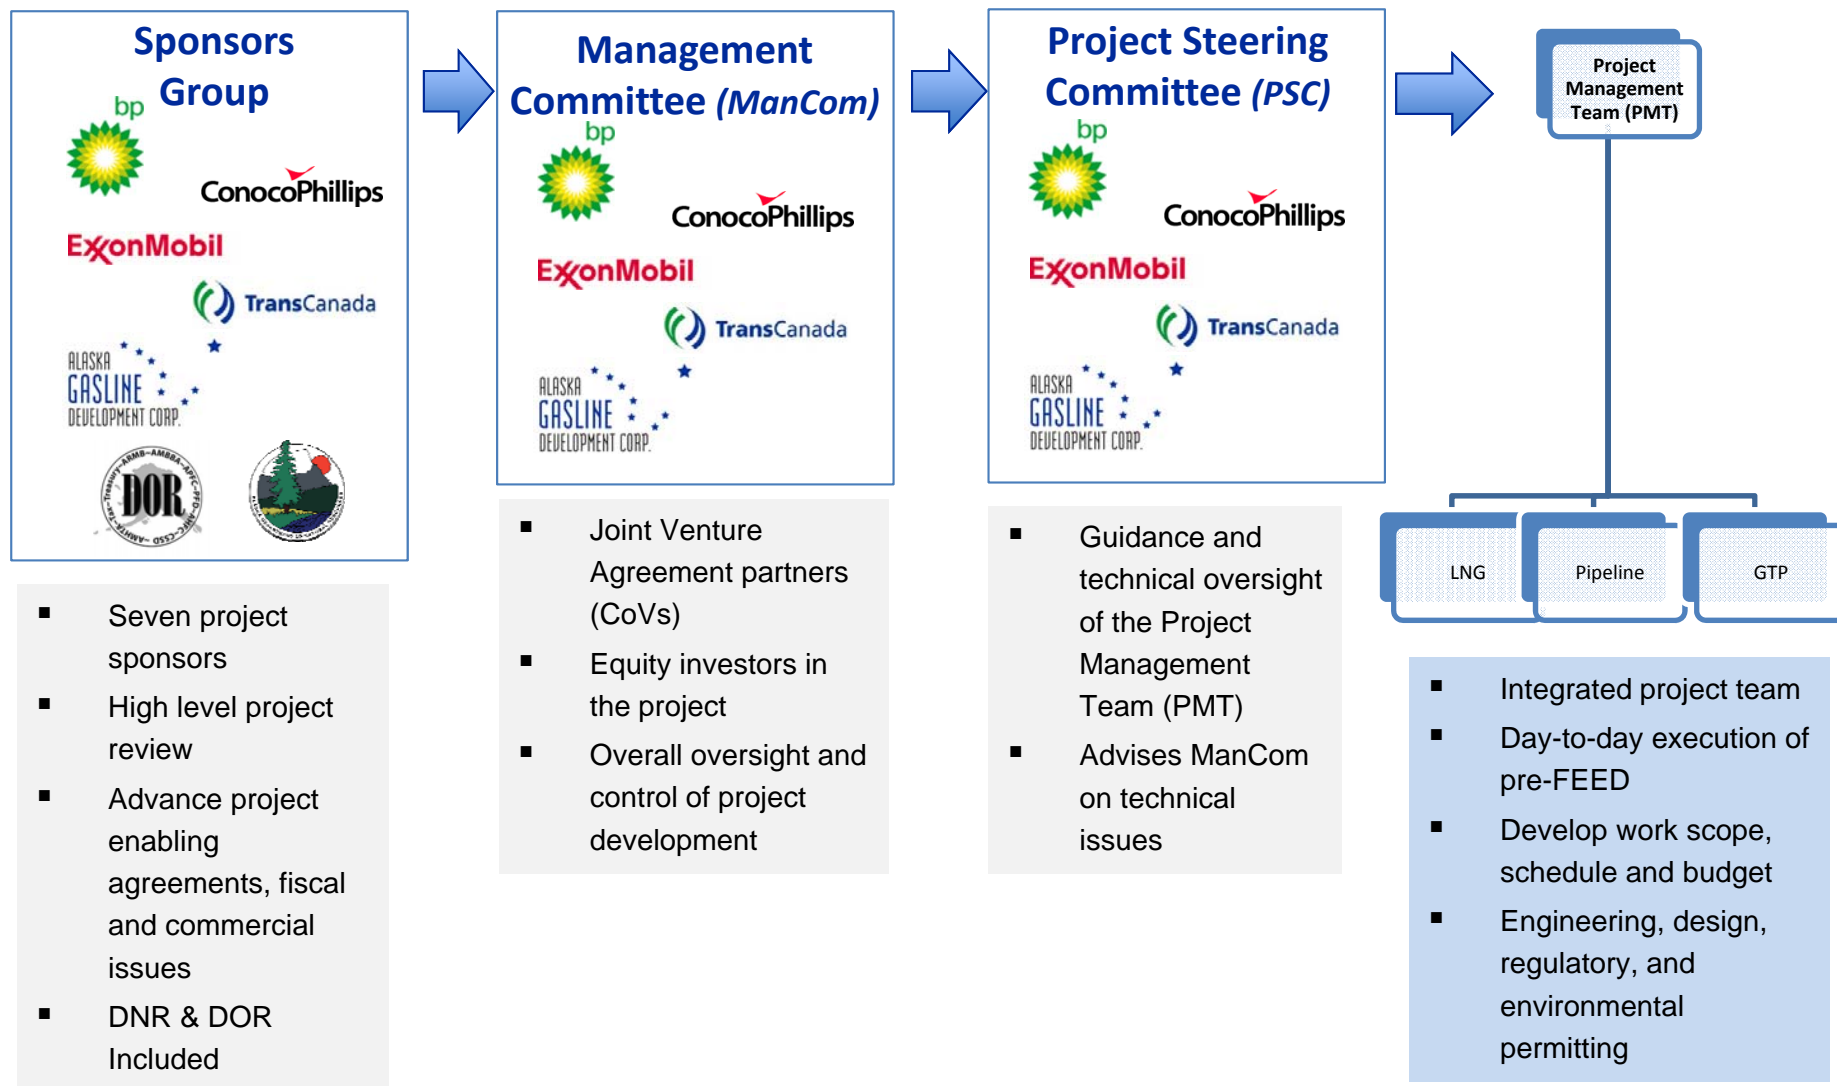 Sponsors
Group
bp
ConocoPhillips
ExxonMobil
TransCanada
ALASKA
GASLINE
DEVELOPMENT CORP.
DOR
Seven project
sponsors
High level project
review
Advance project
enabling
agreements, fiscal
and commercial
issues
DNR & DOR
Included
Management
Committee (ManCom)
bp
ConocoPhillips
ExxonMobil
TransCanada
ALASKA
GASLINE
DEVELOPMENT CORP.
Joint Venture
Agreement partners
(CoVs)
Equity investors in
the project
Overall oversight and
control of project
development
Project Steering
Committee (PSC)
bp
ConocoPhillips
ExxonMobil
TransCanada
ALASKA
GASLINE
DEVELOPMENT CORP.
Guidance and
technical oversight
of the Project
Management
Team (PMT)
Advises ManCom
on technical
issues
Project
Management
Team (PMT)
LNG
Pipeline
GTP
Integrated project team
Day-to-day execution of
pre-FEED
Develop work scope,
schedule and budget
Engineering, design,
regulatory, and
environmental
permitting